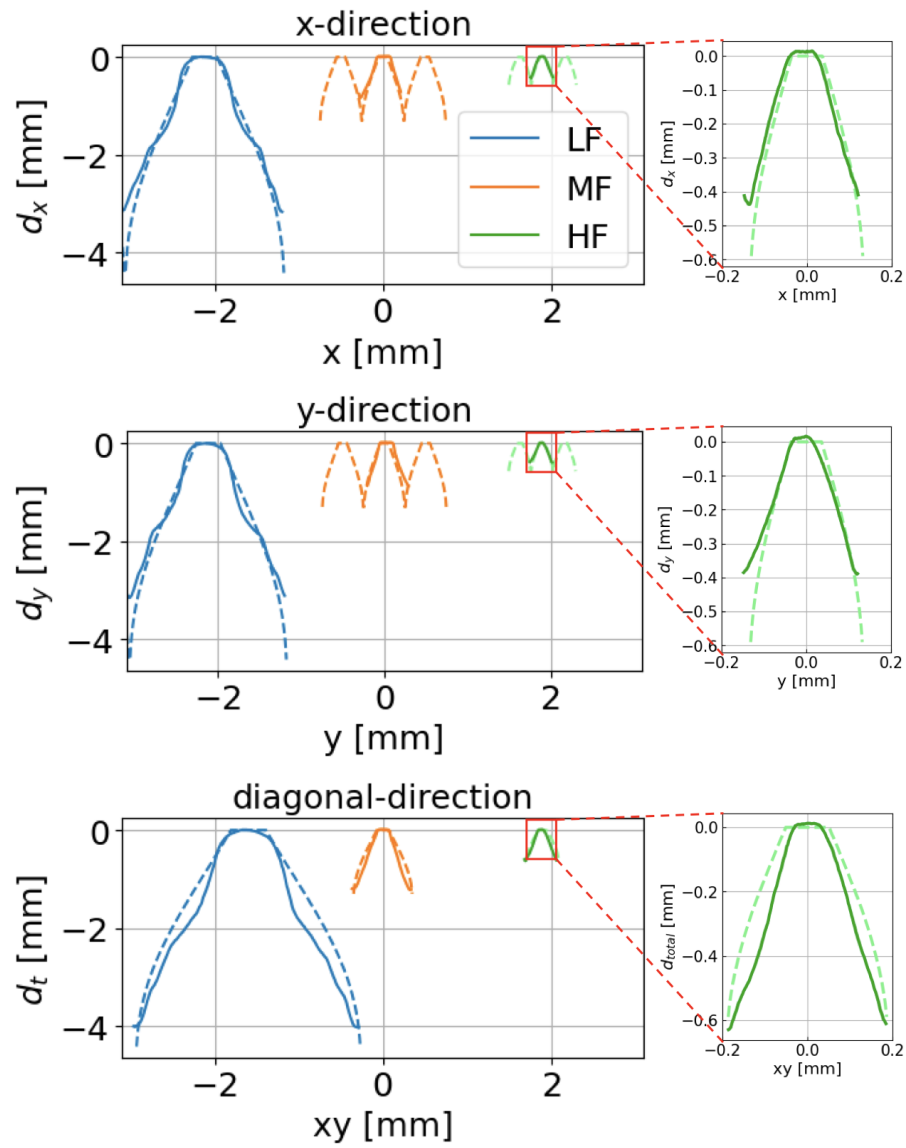 x-direction
0
−2
−4
d_x [mm]
LF
MF
HF
−2 0 2
x [mm]
0.0
−0.1
−0.2
−0.3
−0.4
−0.5
−0.6
d_x [mm]
−0.2 0.0 0.2
x [mm]
y-direction
0
−2
−4
d_y [mm]
−2 0 2
y [mm]
0.0
−0.1
−0.2
−0.3
−0.4
−0.5
−0.6
d_y [mm]
−0.2 0.0 0.2
y [mm]
diagonal-direction
0
−2
−4
d_t [mm]
−2 0 2
xy [mm]
0.0
−0.2
−0.4
−0.6
d_total [mm]
−0.2 0.0 0.2
xy [mm]